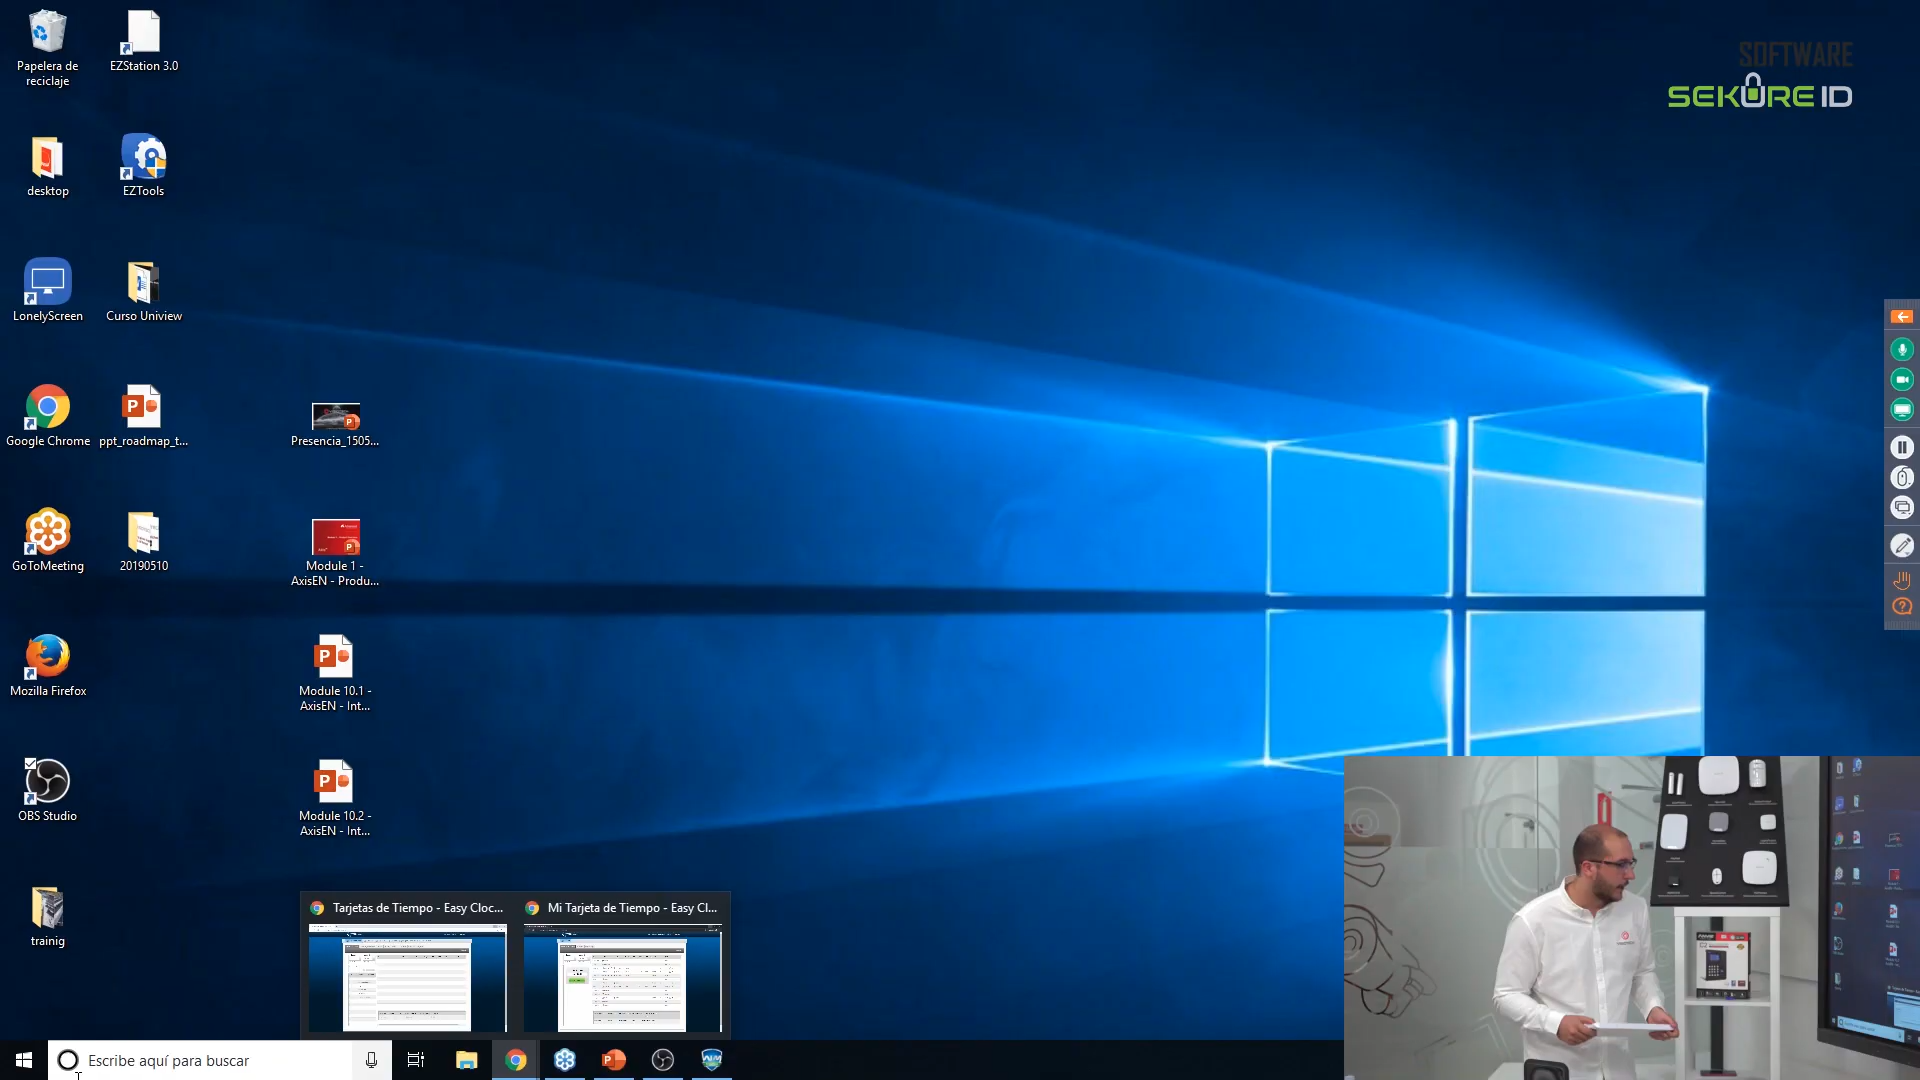 Papelera de
reciclaje
EZStation 3.0
SOFTWARE
SEKURE ID
desktop
EZTools
LonelyScreen
Curso Uniview
Google Chrome
ppt_roadmap_t...
Presencia_1505...
GoToMeeting
20190510
Module 1 -
AxisEN - Produ...
Mozilla Firefox
Module 10.1 -
AxisEN - Int...
OBS Studio
Module 10.2 -
AxisEN - Int...
trainig
Tarjetas de Tiempo - Easy Cloc...
Mi Tarjeta de Tiempo - Easy Cl...
Escribe aquí para buscar